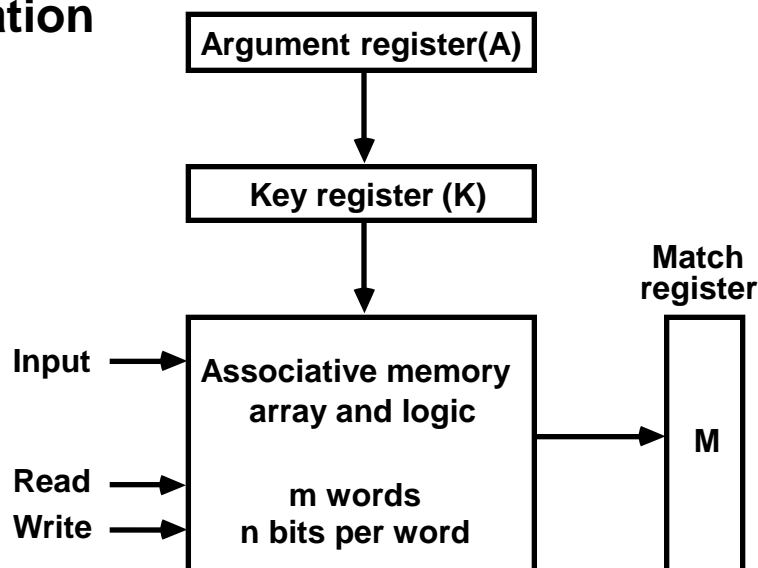 ation
Argument register(A)
Key register (K)
Match
register
Input
Associative memory
array and logic
M
Read
m words
Write
n bits per word